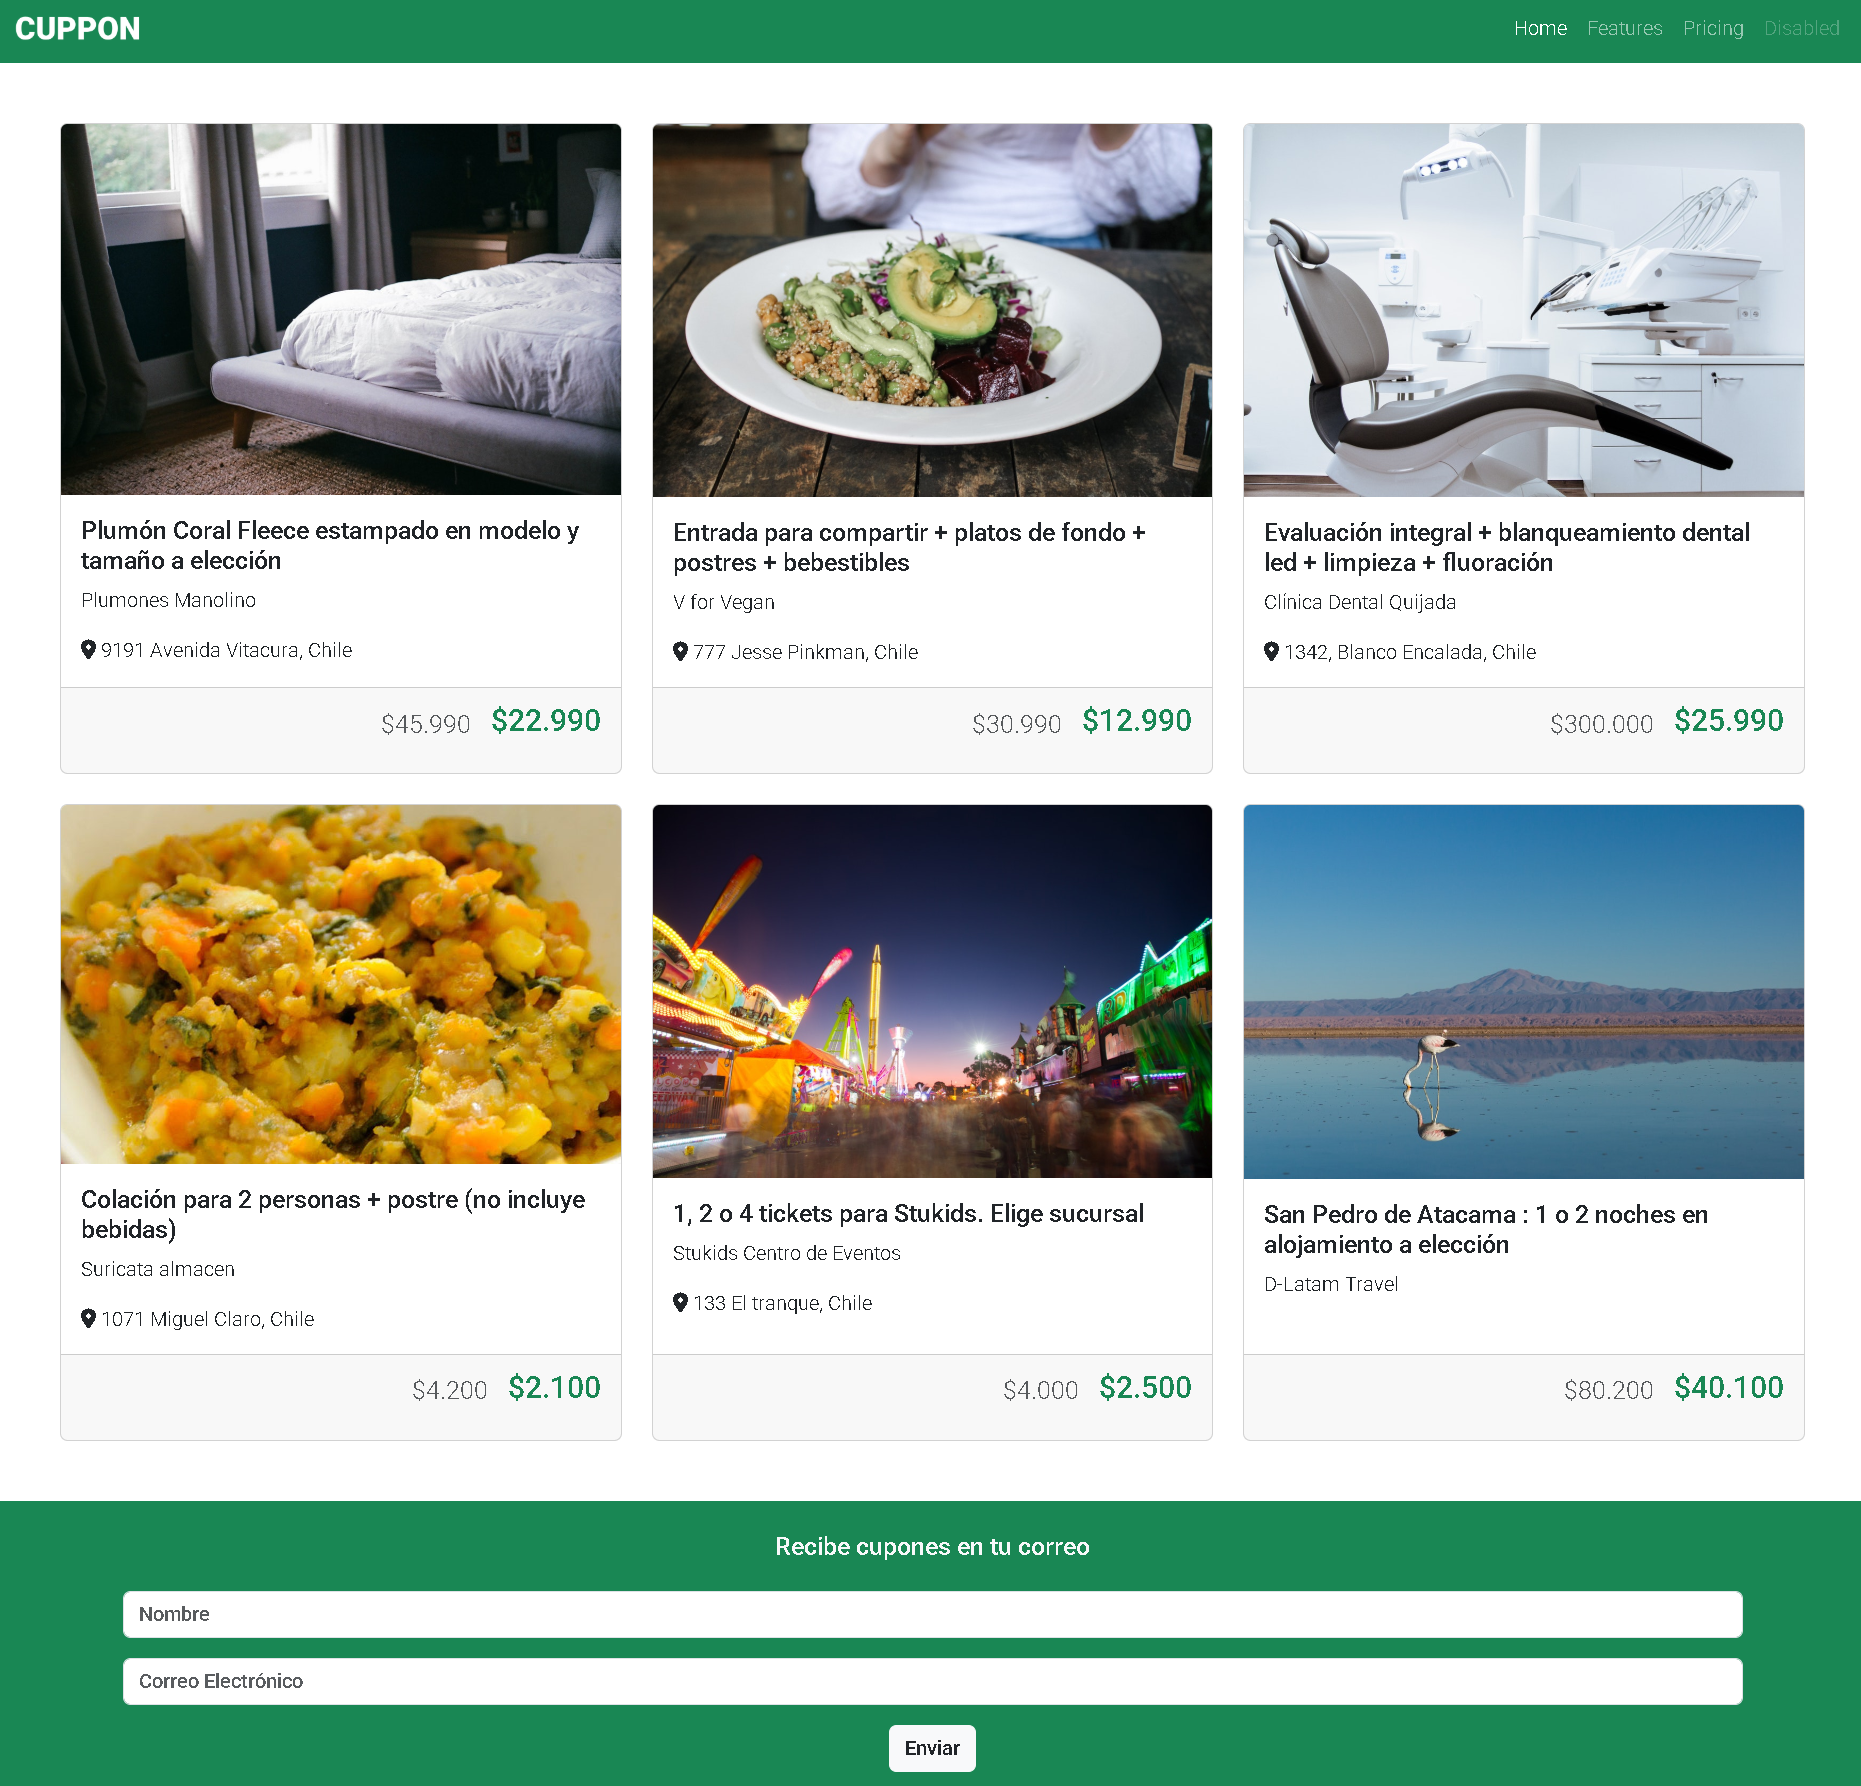 CUPPON
Home Features Pricing Disabled
Plumón Coral Fleece estampado en modelo y
tamaño a elección
Plumones Manolino
9191 Avenida Vitacura, Chile
$45.990 $22.990
Entrada para compartir + platos de fondo +
postres + bebestibles
V for Vegan
777 Jesse Pinkman, Chile
$30.990 $12.990
Evaluación integral + blanqueamiento dental
led + limpieza + fluoración
Clínica Dental Quijada
1342, Blanco Encalada, Chile
$300.000 $25.990
Colación para 2 personas + postre (no incluye
bebidas)
Suricata almacen
1071 Miguel Claro, Chile
$4.200 $2.100
1, 2 o 4 tickets para Stukids. Elige sucursal
Stukids Centro de Eventos
133 El tranque, Chile
$4.000 $2.500
San Pedro de Atacama : 1 o 2 noches en
alojamiento a elección
D-Latam Travel
$80.200 $40.100
Recibe cupones en tu correo
Nombre
Correo Electrónico
Enviar